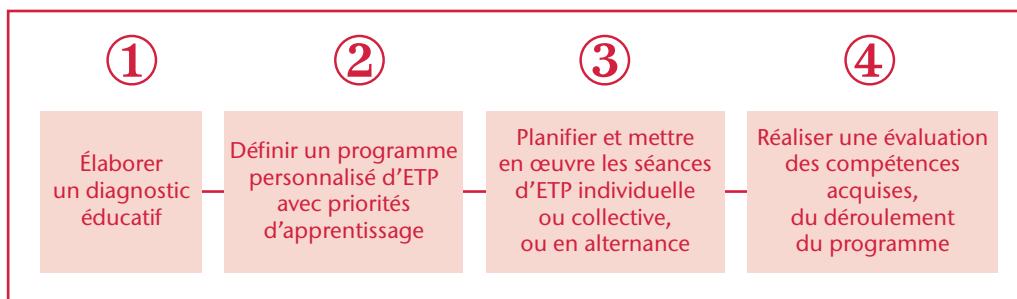 ①
②
③
④
Élaborer
un diagnostic
éducatif
Définir un programme
personnalisé d’ETP
avec priorités
d’apprentissage
Planifier et mettre
en œuvre les séances
d’ETP individuelle
ou collective,
ou en alternance
Réaliser une évaluation
des compétences
acquises,
du déroulement
du programme